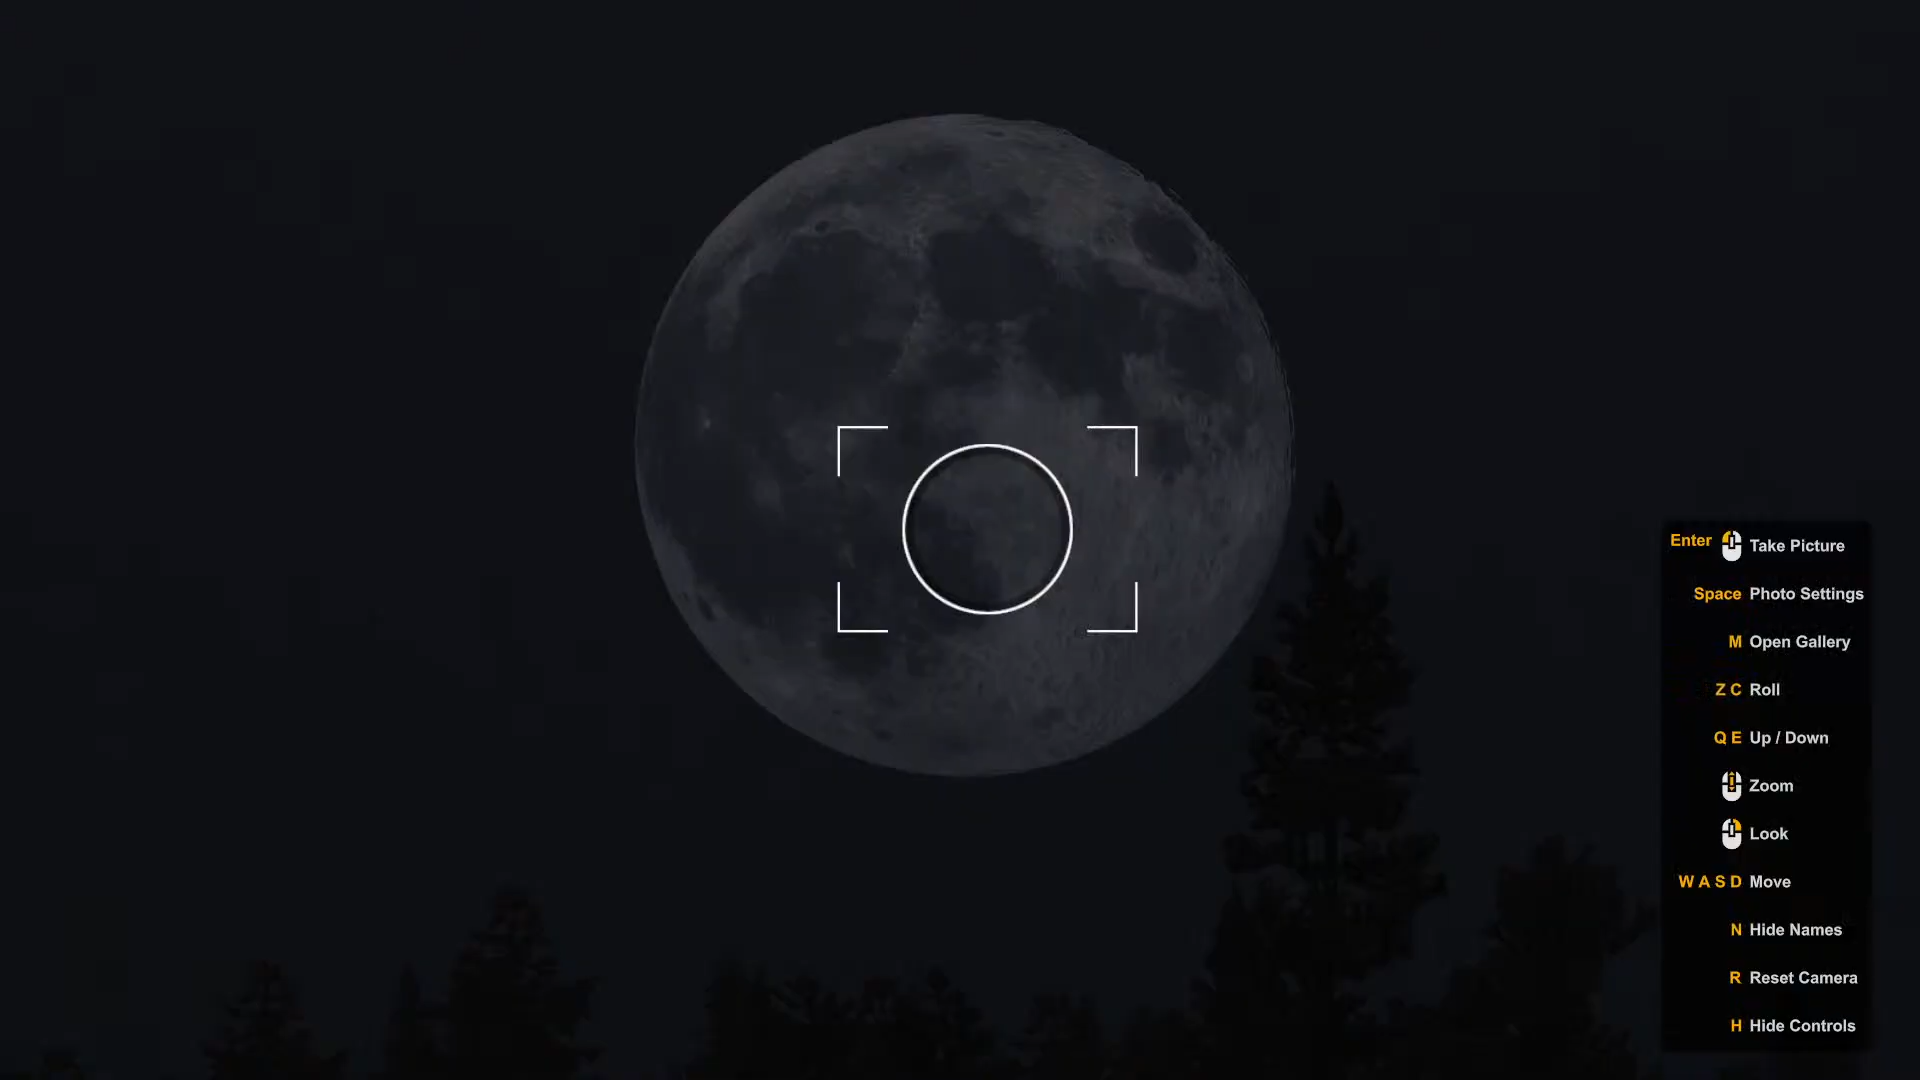 Enter Take Picture
Space Photo Settings
M Open Gallery
Z C Roll
Q E Up / Down
Zoom
Look
W A S D Move
N Hide Names
R Reset Camera
H Hide Controls